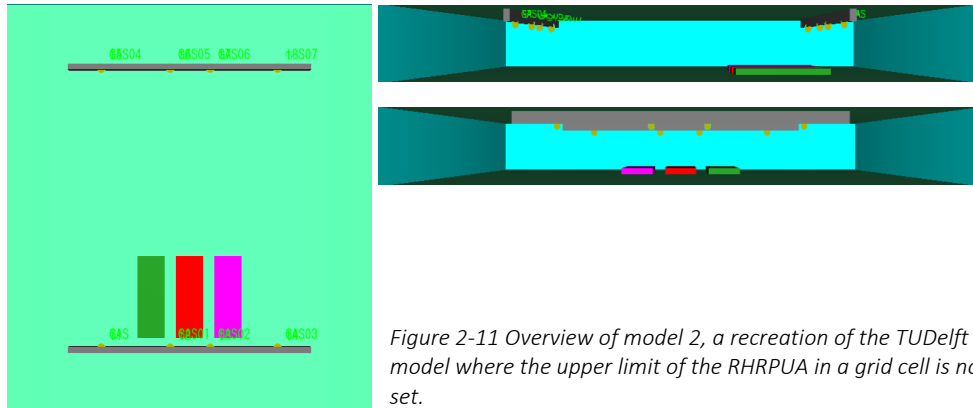 GAS04 GAS05 GAS06 t8S07
GAS GAS01 GAS02 GAS03
Figure 2-11 Overview of model 2, a recreation of the TUDelft
model where the upper limit of the RHRPUA in a grid cell is no
set.